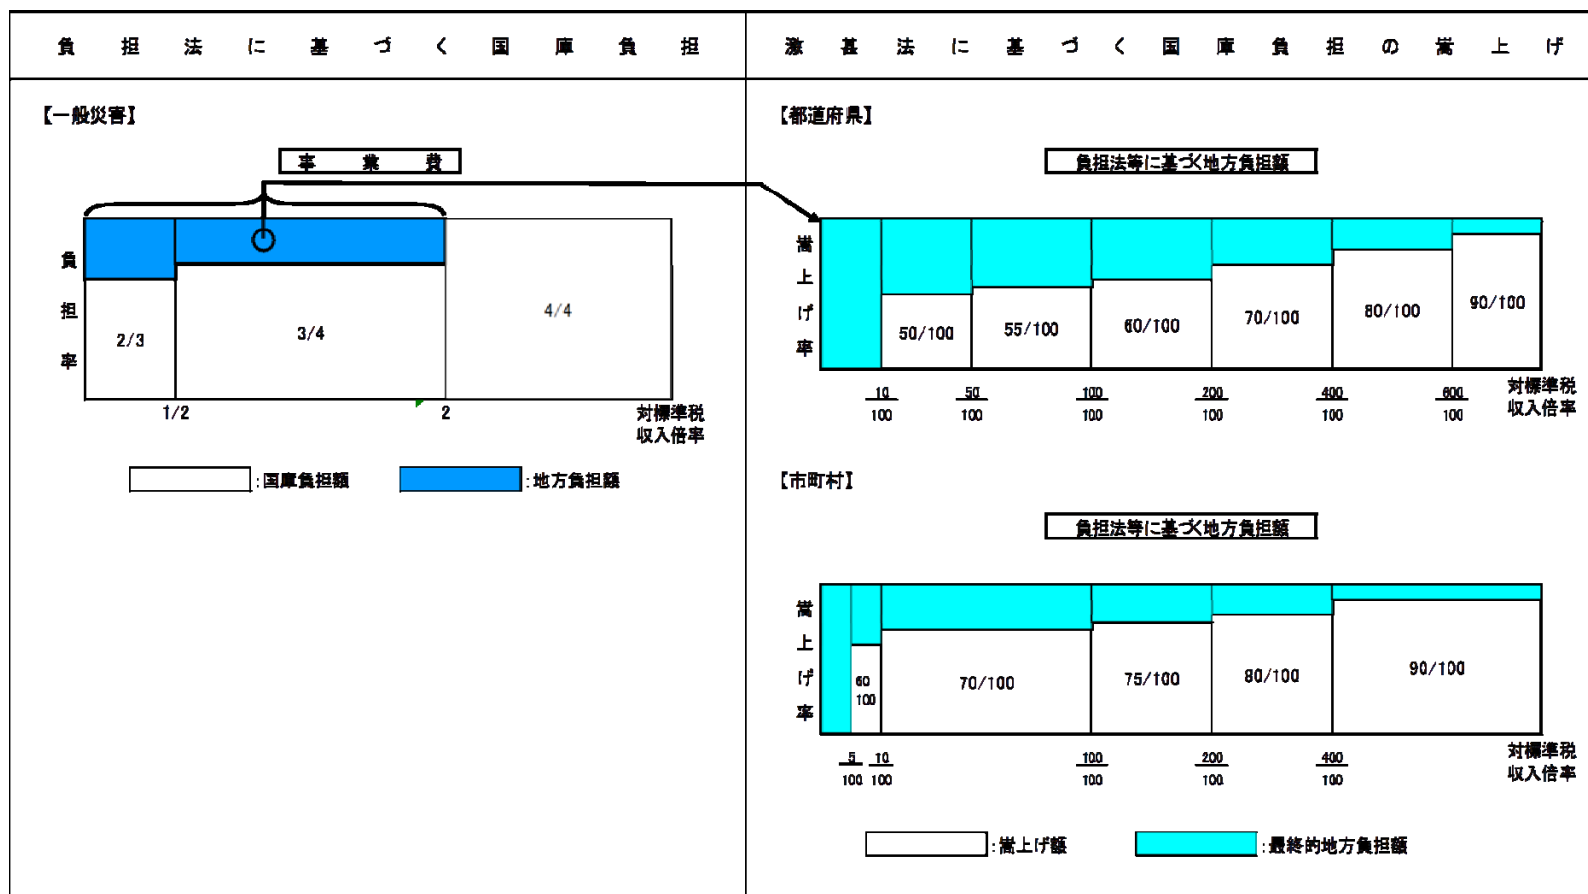 負担法に基づく国庫負担
激甚法に基づく国庫負担の嵩上げ
【一般災害】
事業費
負担率
2/3
3/4
4/4
1/2
2
対標準税
収入倍率
:国庫負担額
:地方負担額
【都道府県】
負担法等に基づく地方負担額
嵩上げ率
50/100
55/100
60/100
70/100
80/100
90/100
10
100
50
100
100
100
200
100
400
100
600
100
対標準税
収入倍率
【市町村】
負担法等に基づく地方負担額
嵩上げ率
60
100
70/100
75/100
80/100
90/100
5
100
10
100
100
100
200
100
400
100
対標準税
収入倍率
:嵩上げ額
:最終的地方負担額